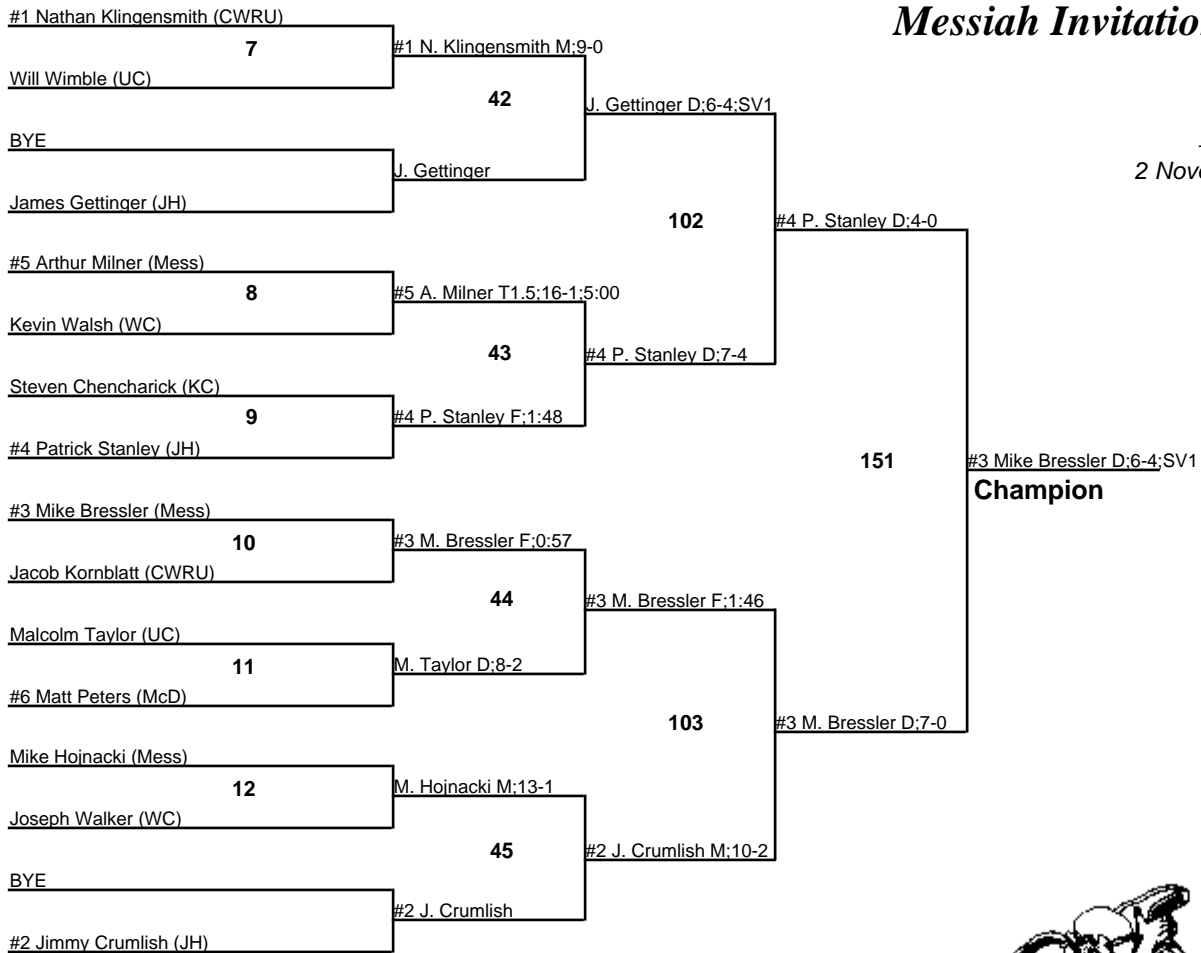 Messiah Invitation
2 Nove
#1 Nathan Klingensmith (CWRU)
7
Will Wimble (UC)
#1 N. Klingensmith M;9-0
42
BYE
James Gettinger (JH)
J. Gettinger
J. Gettinger D;6-4;SV1
102
#5 Arthur Milner (Mess)
8
Kevin Walsh (WC)
#5 A. Milner T1.5;16-1;5:00
43
Steven Chencharick (KC)
9
#4 Patrick Stanley (JH)
#4 P. Stanley F;1:48
#4 P. Stanley D;7-4
#4 P. Stanley D;4-0
151
#3 Mike Bressler D;6-4;SV1
Champion
#3 Mike Bressler (Mess)
10
Jacob Kornblatt (CWRU)
#3 M. Bressler F;0:57
44
Malcolm Taylor (UC)
11
#6 Matt Peters (McD)
M. Taylor D;8-2
#3 M. Bressler F;1:46
103
#3 M. Bressler D;7-0
Mike Hojnacki (Mess)
12
Joseph Walker (WC)
M. Hojnacki M;13-1
45
BYE
#2 Jimmy Crumlish (JH)
#2 J. Crumlish
#2 J. Crumlish M;10-2